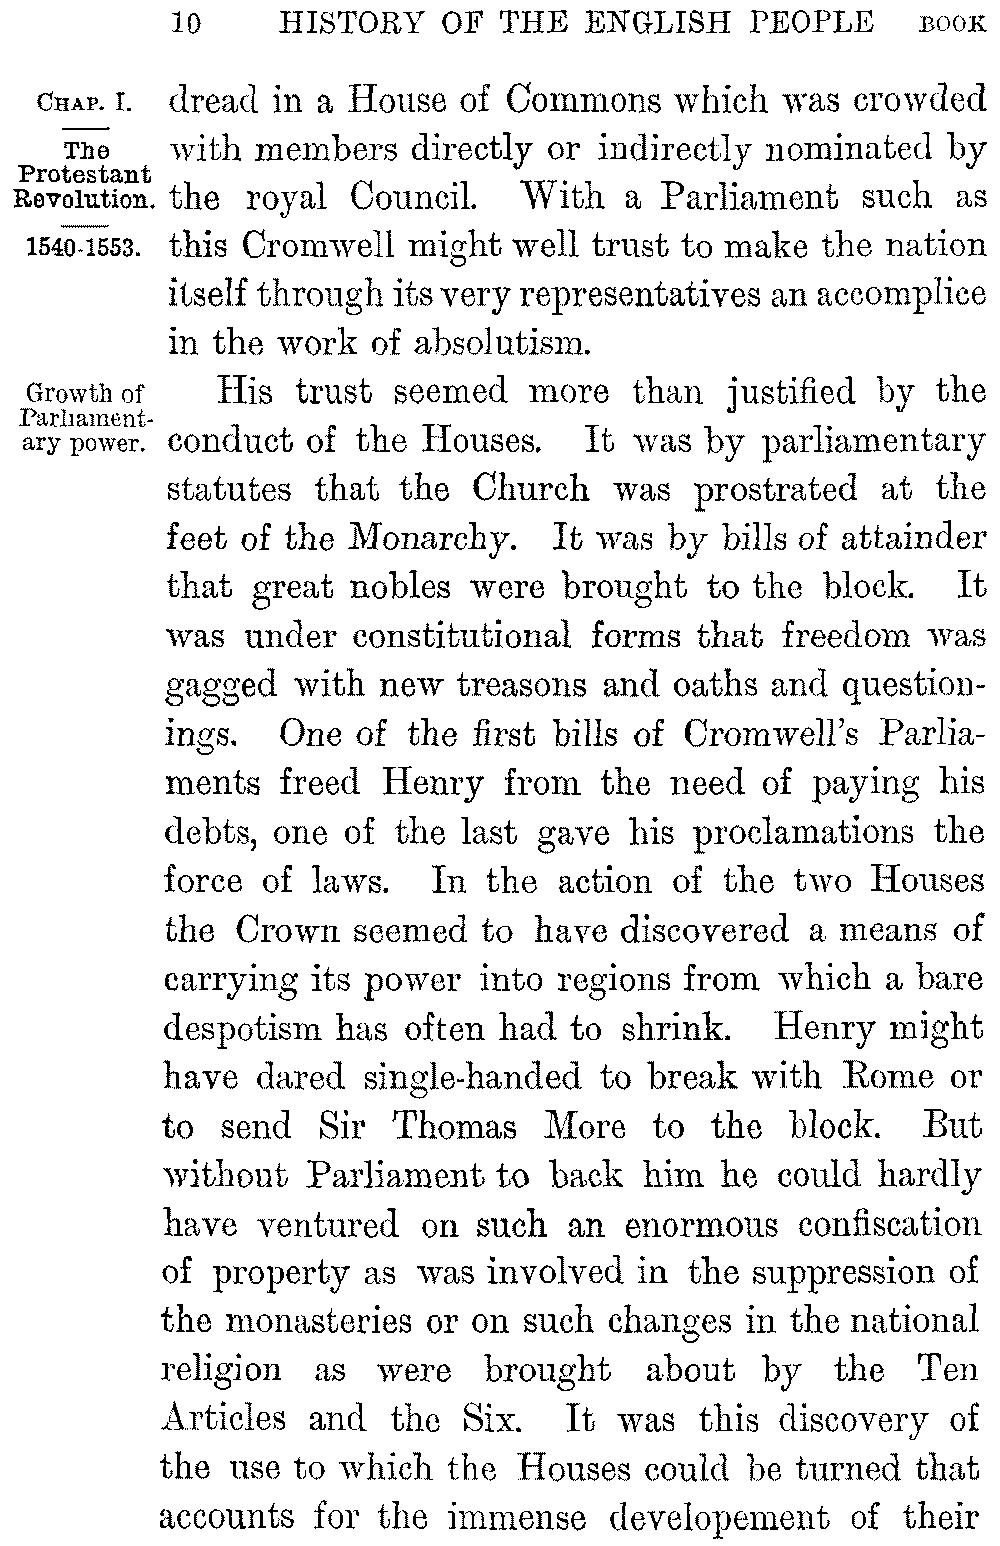 10 HISTORY OF THE ENGLISH PEOPLE BOOK
CHAP. I.
The
Protestant
Revolution.
1540-1553.
dread in a House of Commons which was crowded
with members directly or indirectly nominated by
the royal Council. With a Parliament such as
this Cromwell might well trust to make the nation
itself through its very representatives an accomplice
in the work of absolutism.
Growth of
Parliament-
ary power.
His trust seemed more than justified by the
conduct of the Houses. It was by parliamentary
statutes that the Church was prostrated at the
feet of the Monarchy. It was by bills of attainder
that great nobles were brought to the block. It
was under constitutional forms that freedom was
gagged with new treasons and oaths and question-
ings. One of the first bills of Cromwell's Parlia-
ments freed Henry from the need of paying his
debts, one of the last gave his proclamations the
force of laws. In the action of the two Houses
the Crown seemed to have discovered a means of
carrying its power into regions from which a bare
despotism has often had to shrink. Henry might
have dared single-handed to break with Rome or
to send Sir Thomas More to the block. But
without Parliament to back him he could hardly
have ventured on such an enormous confiscation
of property as was involved in the suppression of
the monasteries or on such changes in the national
religion as were brought about by the Ten
Articles and the Six. It was this discovery of
the use to which the Houses could be turned that
accounts for the immense developement of their